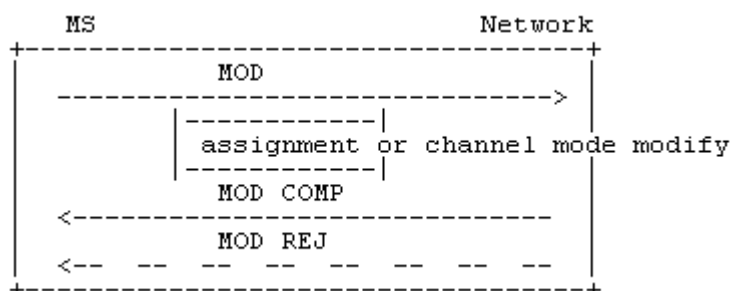 MS Network
MOD
assignment or channel mode modify
MOD COMP
MOD REJ